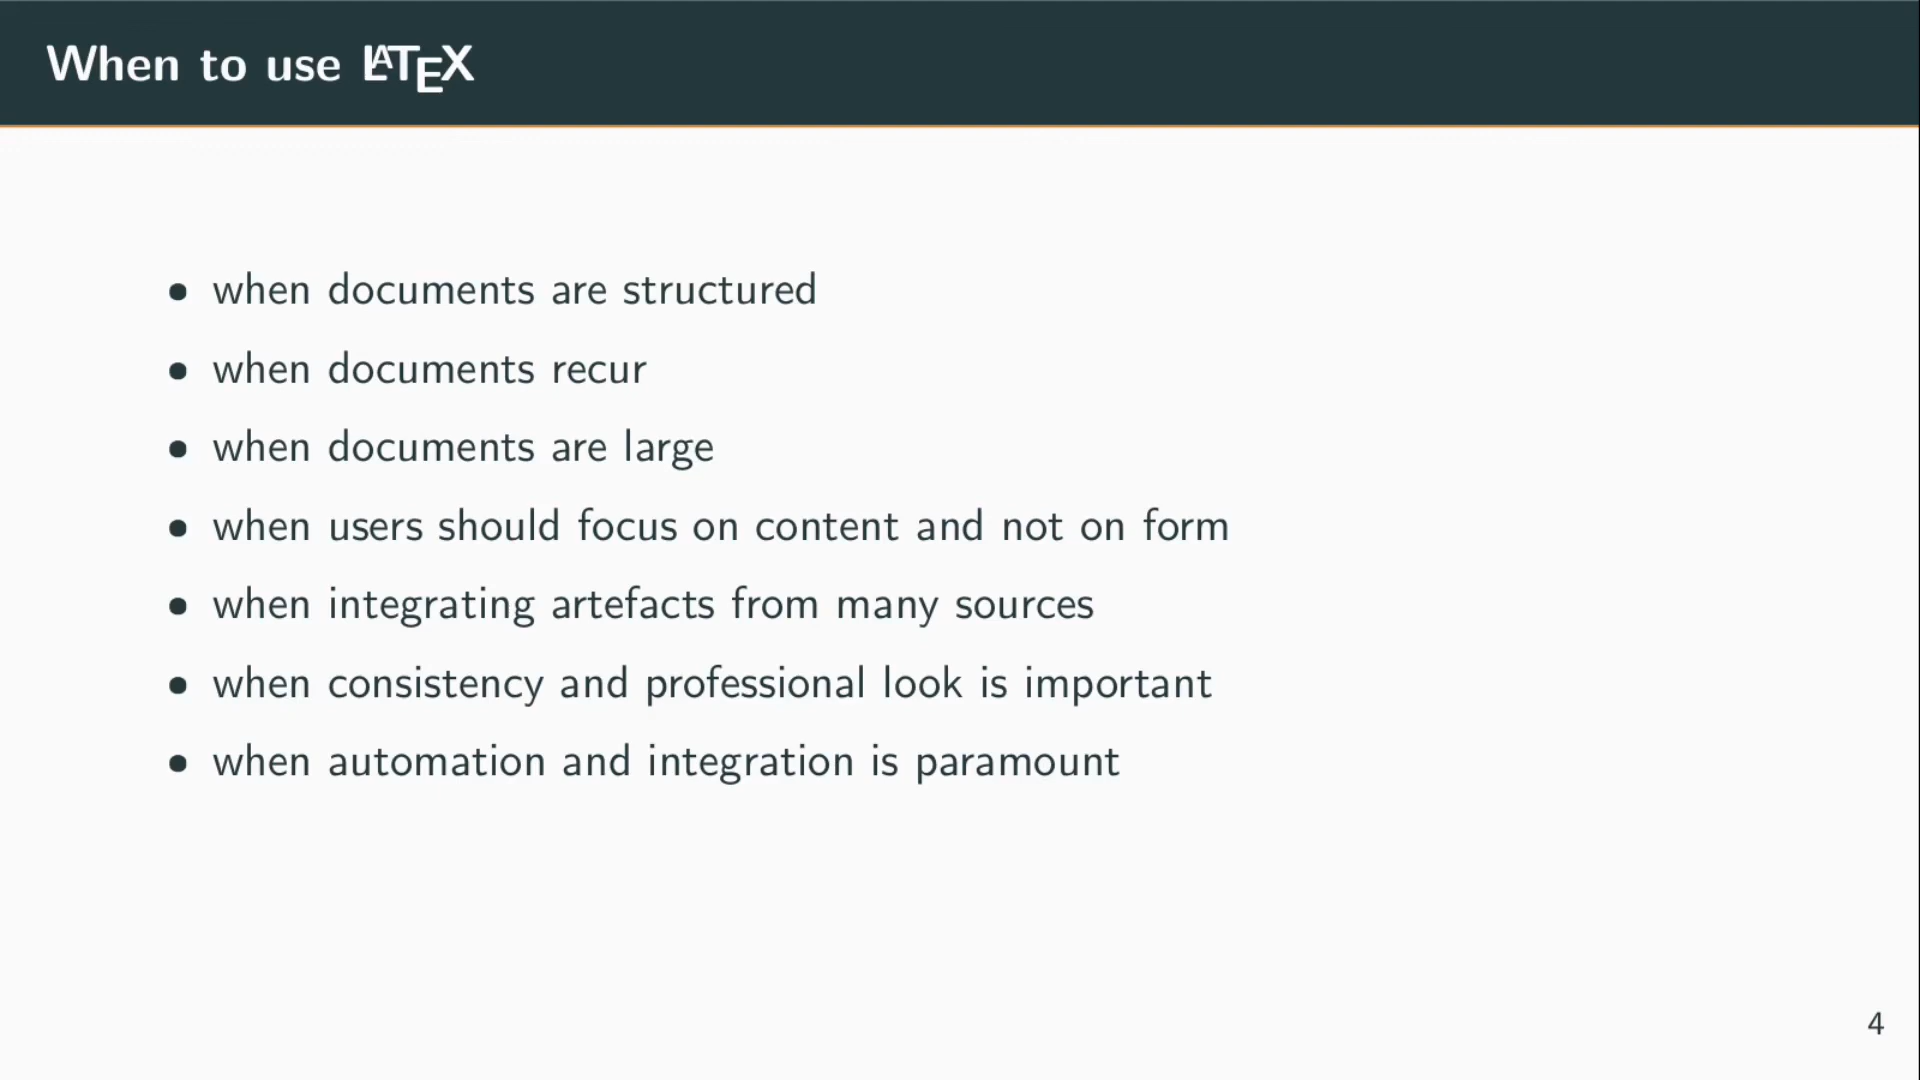 When to use LATEX
• when documents are structured
• when documents recur
• when documents are large
• when users should focus on content and not on form
• when integrating artefacts from many sources
• when consistency and professional look is important
• when automation and integration is paramount
4